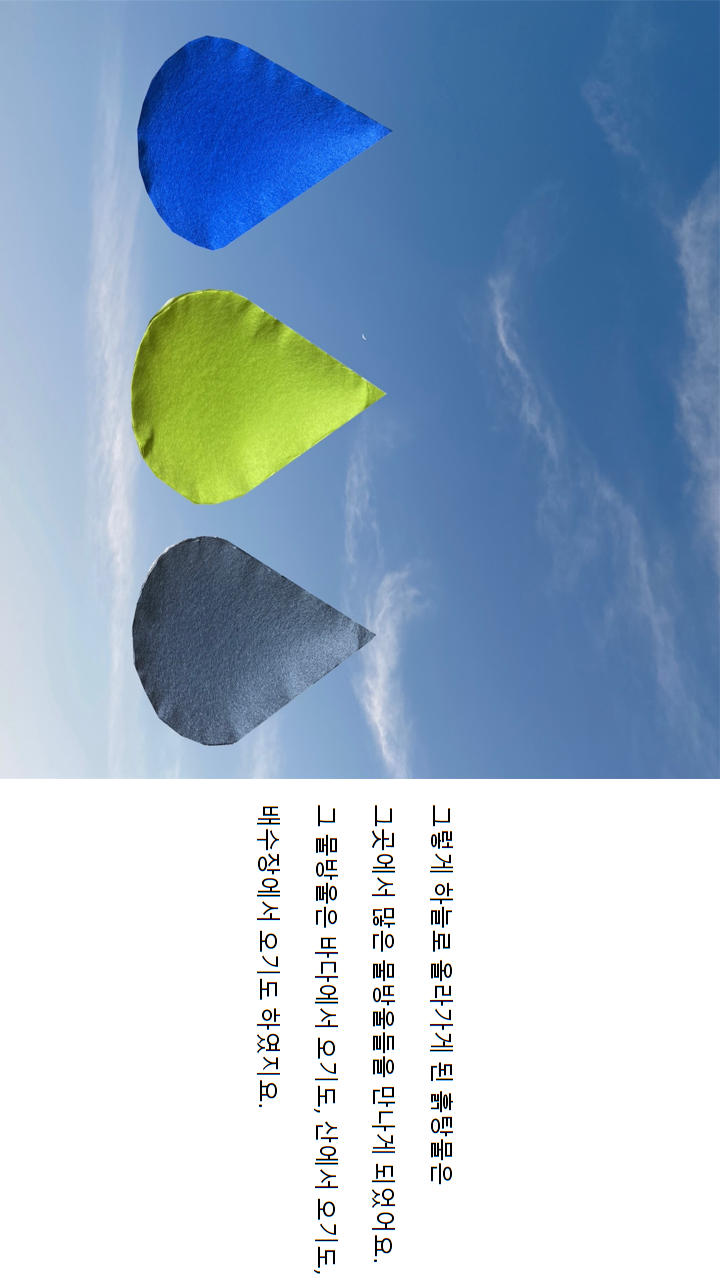 그렇게 하늘로 올라가게 된 흙탕물은
그곳에서 많은 물방울들을 만나게 되었어요.
그 물방울은 바다에서 오기도, 산에서 오기도,
배수장에서 오기도 하였지요.